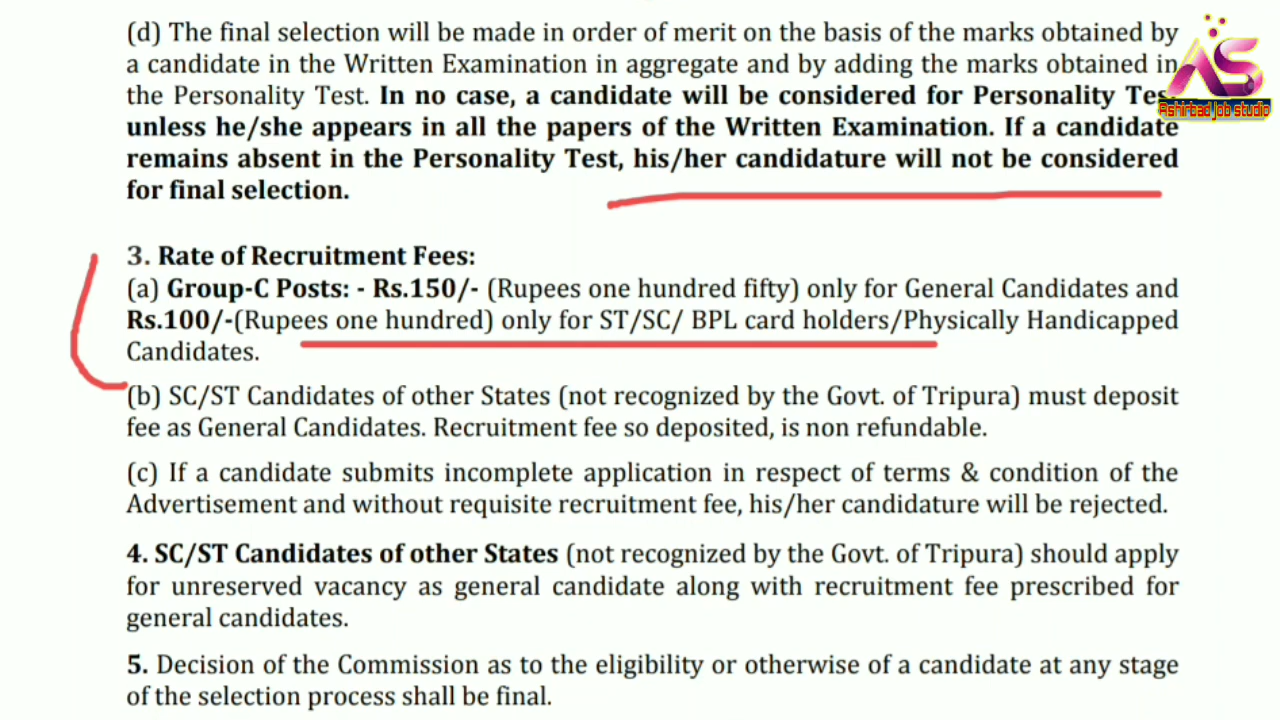 (d) The final selection will be made in order of merit on the basis of the marks obtained by
a candidate in the Written Examination in aggregate and by adding the marks obtained in
the Personality Test. In no case, a candidate will be considered for Personality Test
unless he/she appears in all the papers of the Written Examination. If a candidate
remains absent in the Personality Test, his/her candidature will not be considered
for final selection.
AS
Ashirbad job studio
3. Rate of Recruitment Fees:
(a) Group-C Posts: - Rs.150/- (Rupees one hundred fifty) only for General Candidates and
Rs.100/-(Rupees one hundred) only for ST/SC/ BPL card holders/Physically Handicapped
Candidates.
(b) SC/ST Candidates of other States (not recognized by the Govt. of Tripura) must deposit
fee as General Candidates. Recruitment fee so deposited, is non refundable.
(c) If a candidate submits incomplete application in respect of terms & condition of the
Advertisement and without requisite recruitment fee, his/her candidature will be rejected.
4. SC/ST Candidates of other States (not recognized by the Govt. of Tripura) should apply
for unreserved vacancy as general candidate along with recruitment fee prescribed for
general candidates.
5. Decision of the Commission as to the eligibility or otherwise of a candidate at any stage
of the selection process shall be final.